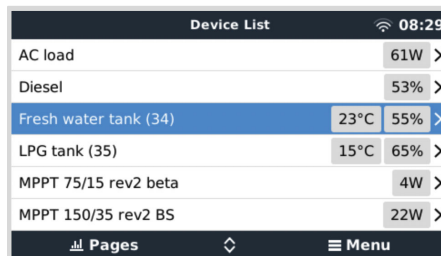 Device List 08:29
AC load 61W
Diesel 53%
Fresh water tank (34) 23°C 55%
LPG tank (35) 15°C 65%
MPPT 75/15 rev2 beta 4W
MPPT 150/35 rev2 BS 22W
Pages Menu